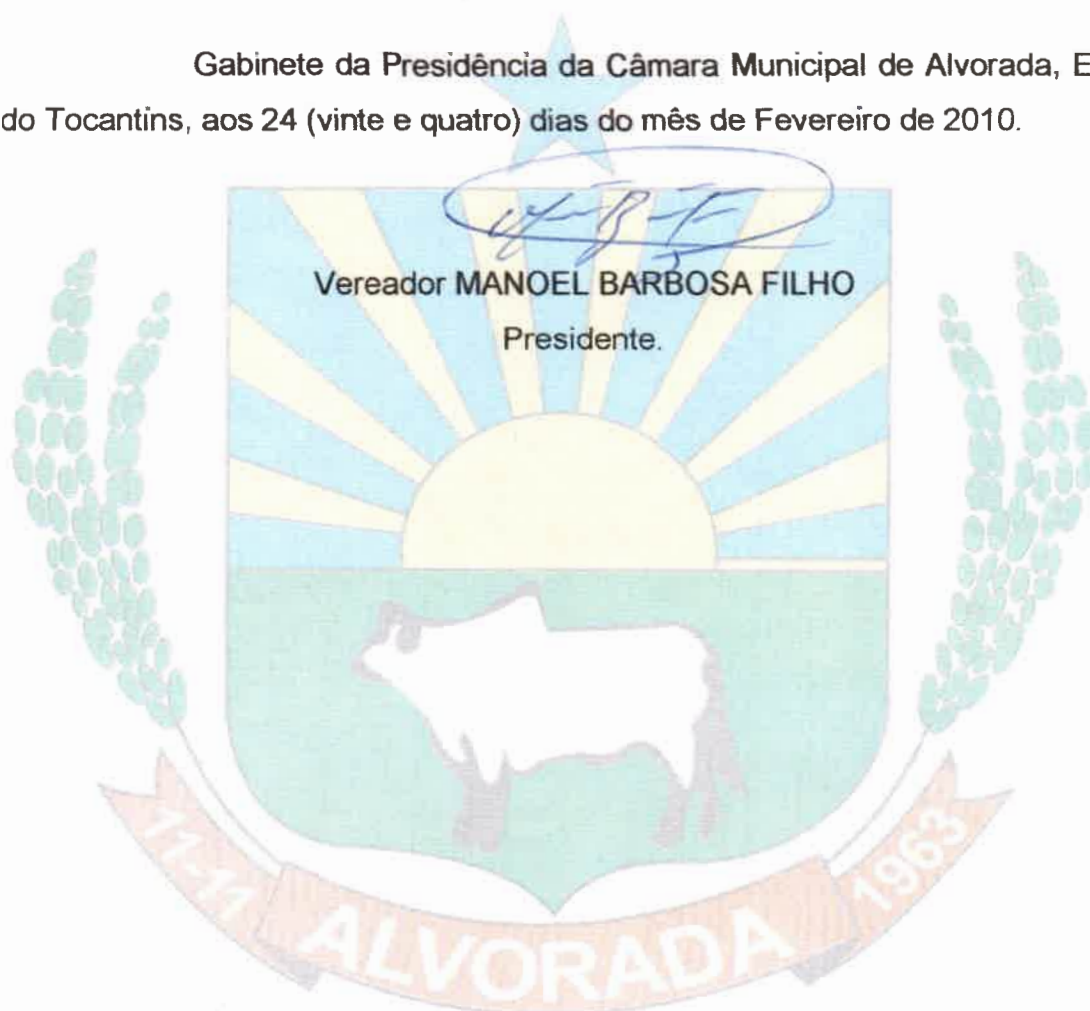 Gabinete da Presidência da Câmara Municipal de Alvorada, E
do Tocantins, aos 24 (vinte e quatro) dias do mês de Fevereiro de 2010.
Vereador MANOEL BARBOSA FILHO
Presidente.
11-11 ALVORADA 1963